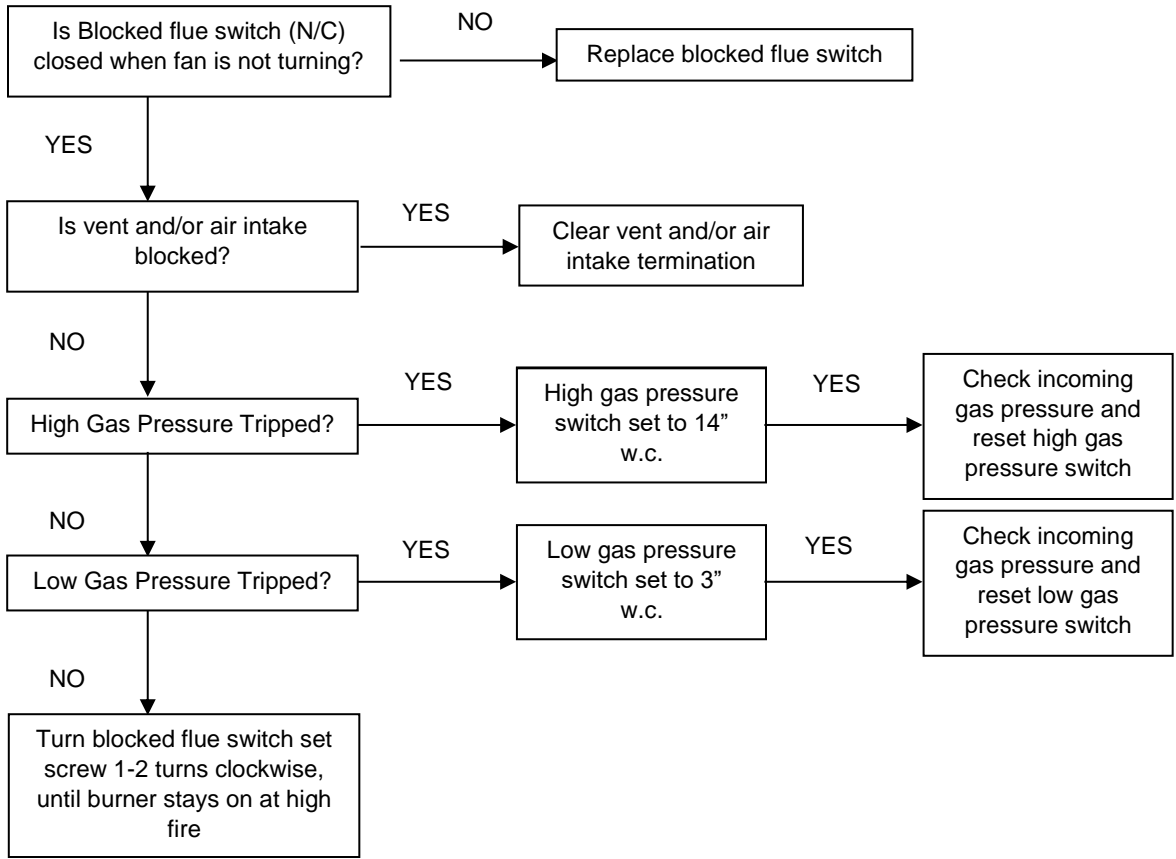 Is Blocked flue switch (N/C)
closed when fan is not turning?
NO
Replace blocked flue switch
YES
Is vent and/or air intake
blocked?
YES
Clear vent and/or air
intake termination
NO
High Gas Pressure Tripped?
YES
High gas pressure
switch set to 14”
w.c.
YES
Check incoming
gas pressure and
reset high gas
pressure switch
NO
Low Gas Pressure Tripped?
YES
Low gas pressure
switch set to 3”
w.c.
YES
Check incoming
gas pressure and
reset low gas
pressure switch
NO
Turn blocked flue switch set
screw 1-2 turns clockwise,
until burner stays on at high
fire